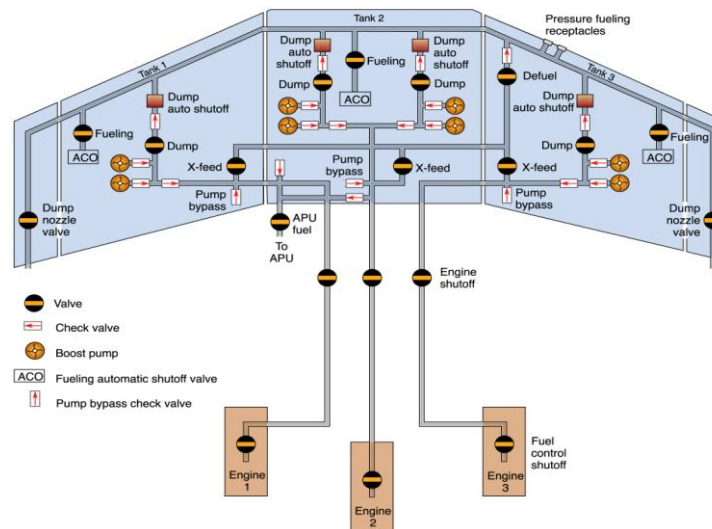 Tank 2
Pressure fueling
receptacles
Tank 1
Dump
auto
shutoff
Fueling
Dump
auto
shutoff
Tank 3
Dump
ACO
Dump
Defuel
Dump
auto shutoff
Dump
auto shutoff
Fueling
ACO
Dump
X-feed
Pump
bypass
X-feed
X-feed
Dump
Fueling
ACO
Pump
bypass
Pump
bypass
Dump
nozzle
valve
APU
fuel
To
APU
Dump
nozzle
valve
Engine
shutoff
Valve
Check valve
Boost pump
ACO
Fueling automatic shutoff valve
Pump bypass check valve
Engine
1
Engine
2
Engine
3
Fuel
control
shutoff